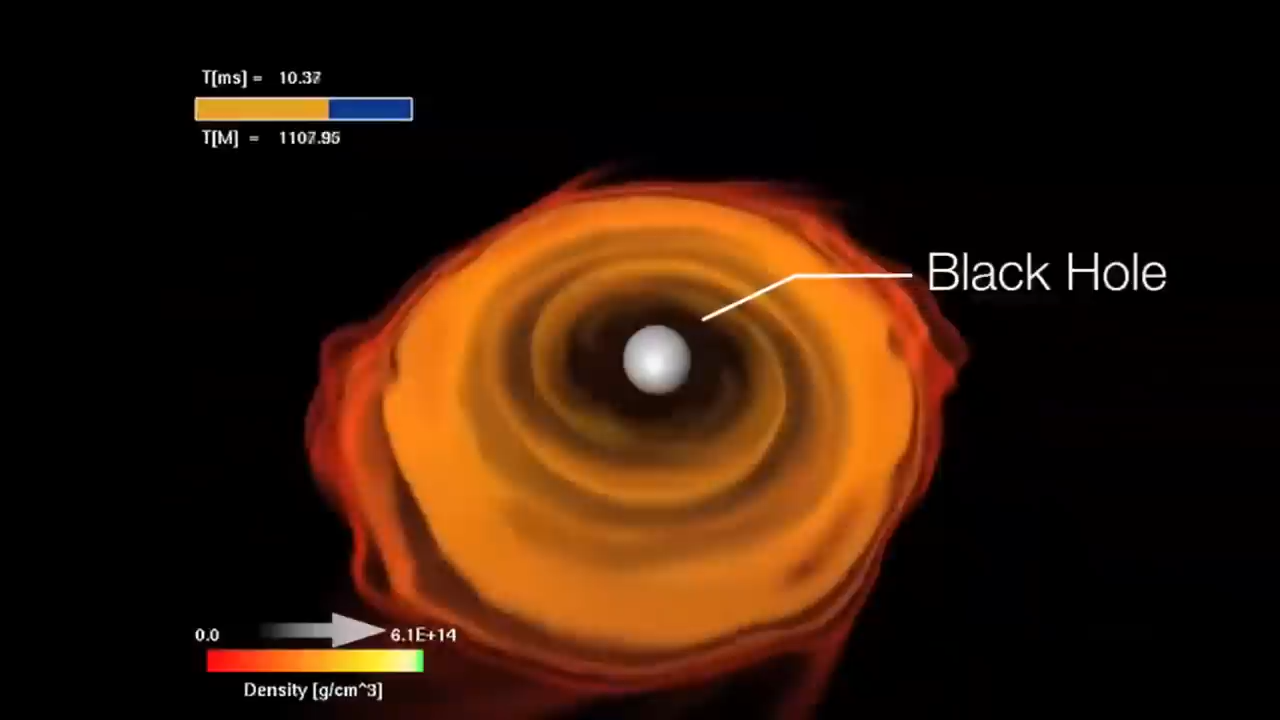 T[ms] = 10.37
T[M] = 1107.95
Black Hole
0.0
6.1E+14
Density [g/cm^3]